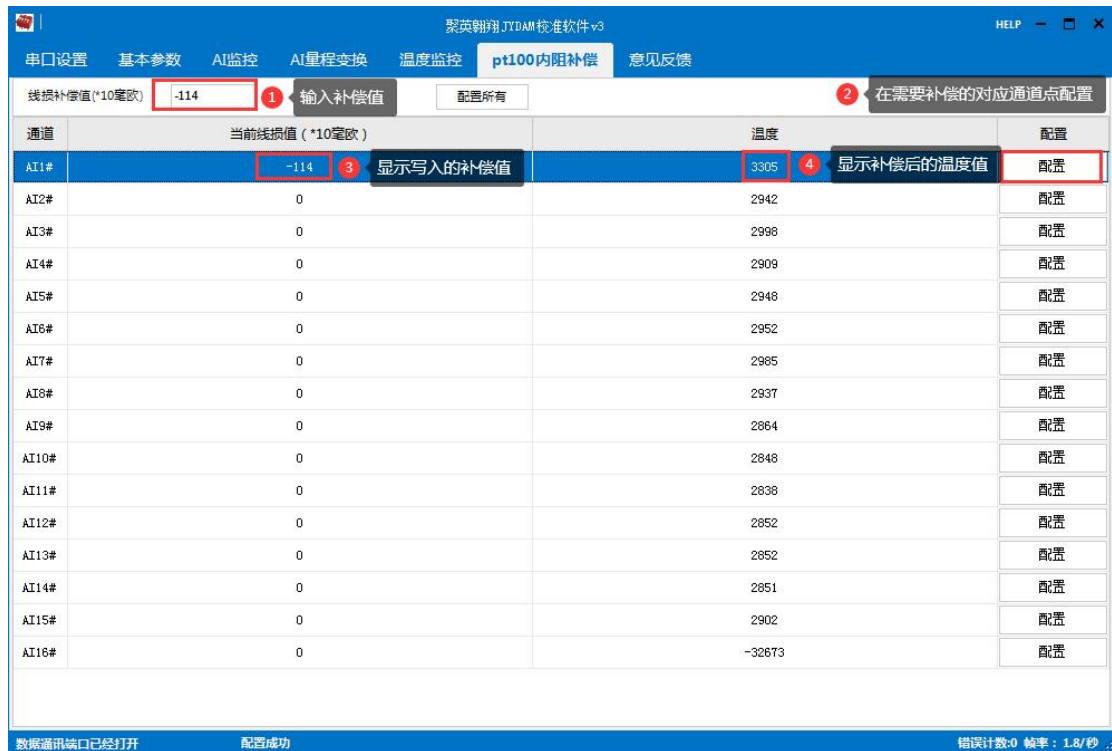 聚英翱翔JYDAM校准软件v3 HELP
串口设置 基本参数 AI监控 AI量程变换 温度监控 pt100内阻补偿 意见反馈
线损补偿值(*10毫欧) -114 1 输入补偿值 配置所有 2 在需要补偿的对应通道点配置
通道 当前线损值(*10毫欧) 温度 配置
AI1# -114 3 显示写入的补偿值 3305 4 显示补偿后的温度值 配置
AI2# 0 2942 配置
AI3# 0 2998 配置
AI4# 0 2909 配置
AI5# 0 2948 配置
AI6# 0 2952 配置
AI7# 0 2985 配置
AI8# 0 2937 配置
AI9# 0 2864 配置
AI10# 0 2848 配置
AI11# 0 2838 配置
AI12# 0 2852 配置
AI13# 0 2852 配置
AI14# 0 2851 配置
AI15# 0 2902 配置
AI16# 0 -32673 配置
数据通讯端口已经打开 配置成功 错误计数:0 帧率:1.8/秒